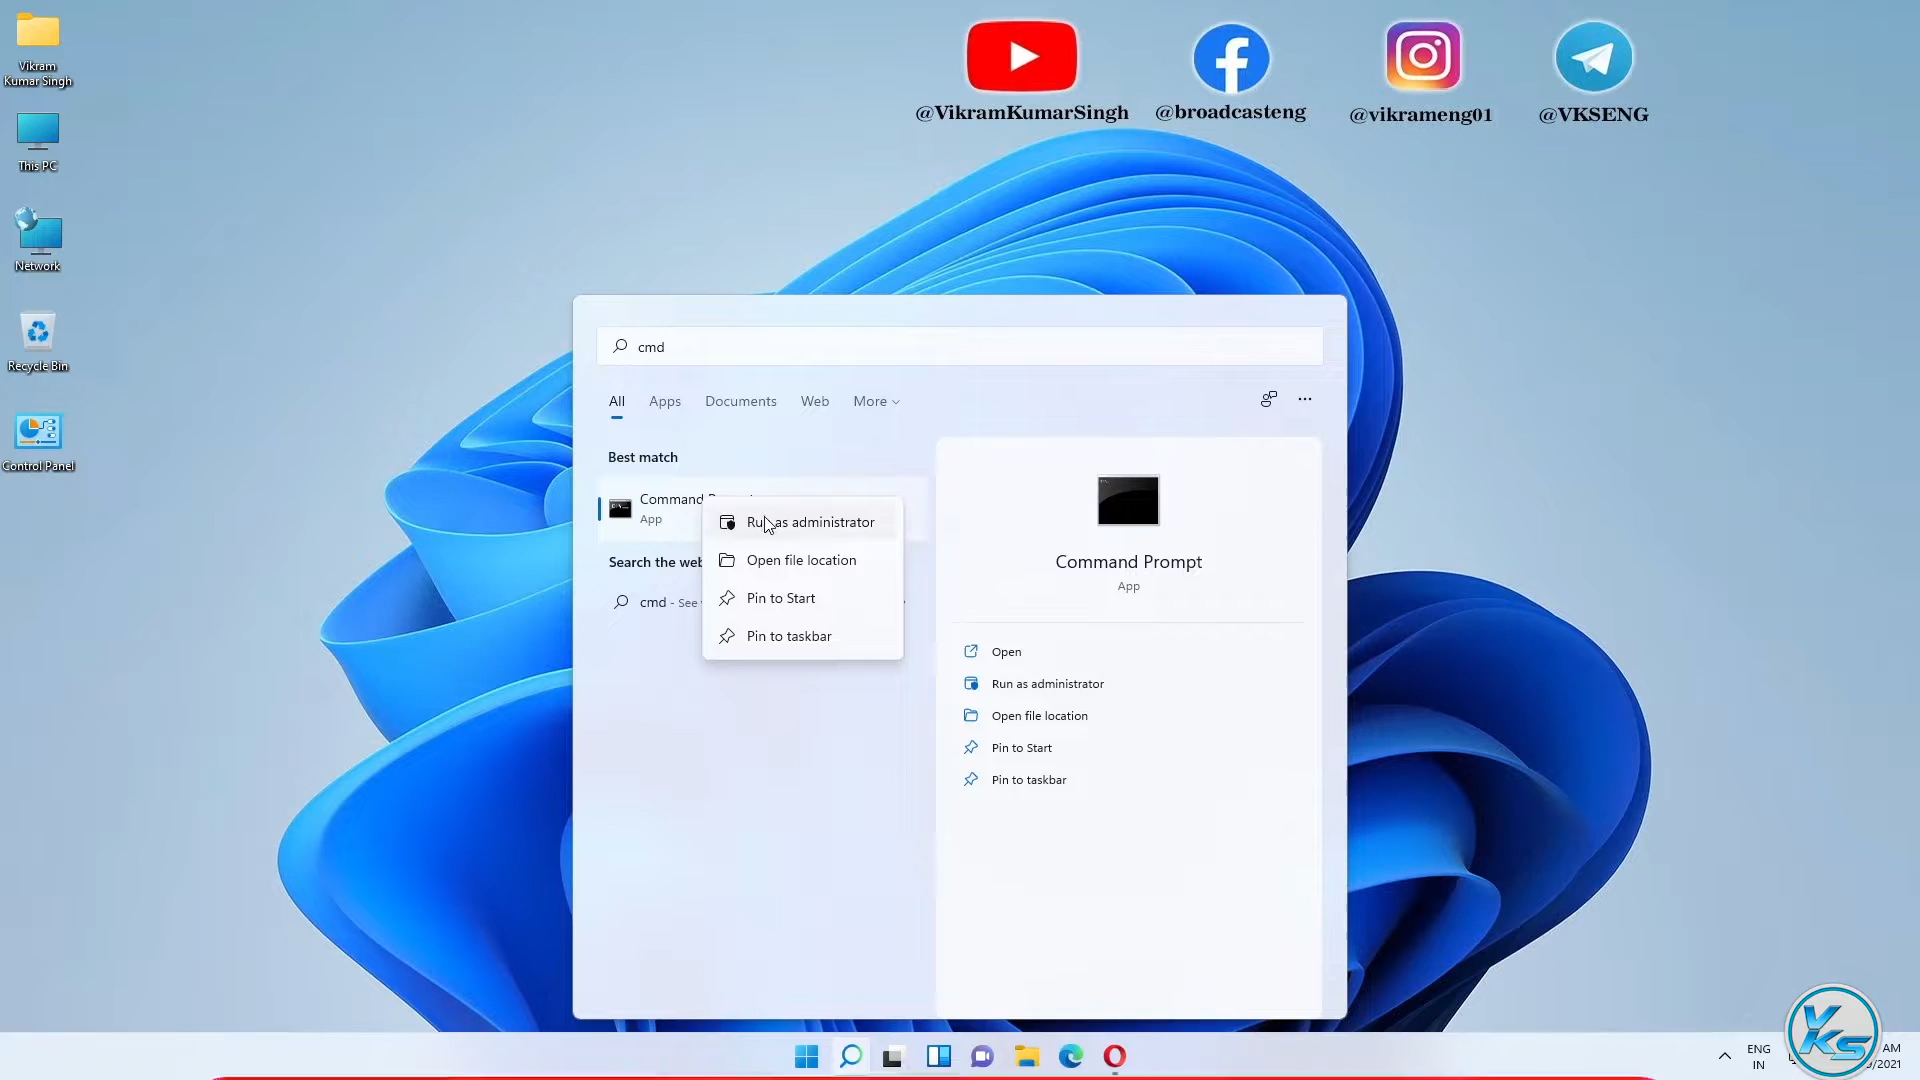 Vikram
Kumar Singh
This PC
Network
Recycle Bin
Control Panel
@VikramKumarSingh
@broadcasteng
@vikrameng01
@VKSENG
cmd
All
Apps
Documents
Web
More
Best match
Command
App
Search the web
cmd - See
Run as administrator
Open file location
Pin to Start
Pin to taskbar
Command Prompt
App
Open
Run as administrator
Open file location
Pin to Start
Pin to taskbar
ENG
IN
AM
/2021
VKS